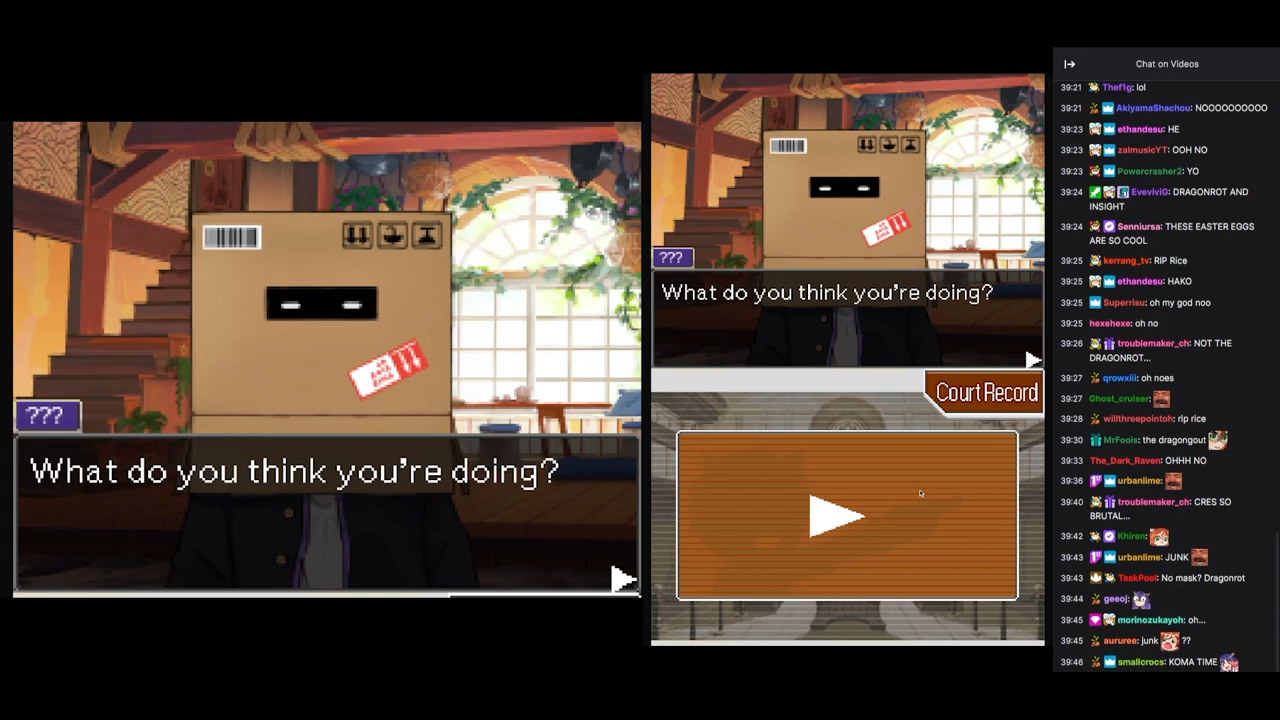 ???
What do you think you're doing?
???
What do you think you're doing?
Court Record
Chat on Videos
39:21 Thef1g: lol
39:21 AkiyamaShachou: NOOOOOOOOOO
39:23 ethandesu: HE
39:23 zalmusicYT: OOH NO
39:23 Powercrasher2: YO
39:24 EveviviG: DRAGONROT AND
INSIGHT
39:24 Senniursa: THESE EASTER EGGS
ARE SO COOL
39:25 kerrang_tv: RIP Rice
39:25 ethandesu: HAKO
39:25 Superrisu: oh my god noo
39:25 hexehexe: oh no
39:26 troublemaker_ch: NOT THE
DRAGONROT...
39:27 qrowxiii: oh noes
39:27 Ghost_cruiser:
39:28 willthreepointoh: rip rice
39:30 MrFoois: the dragongout
39:33 The_Dark_Raven: OHHH NO
39:36 urbanlime:
39:40 troublemaker_ch: CRES SO
BRUTAL...
39:42 Khiren:
39:43 urbanlime: JUNK
39:43 TaskPool: No mask? Dragonrot
39:44 geeoj:
39:45 morinozukayoh: oh...
39:45 aururee: junk ??
39:46 smallcrocs: KOMA TIME